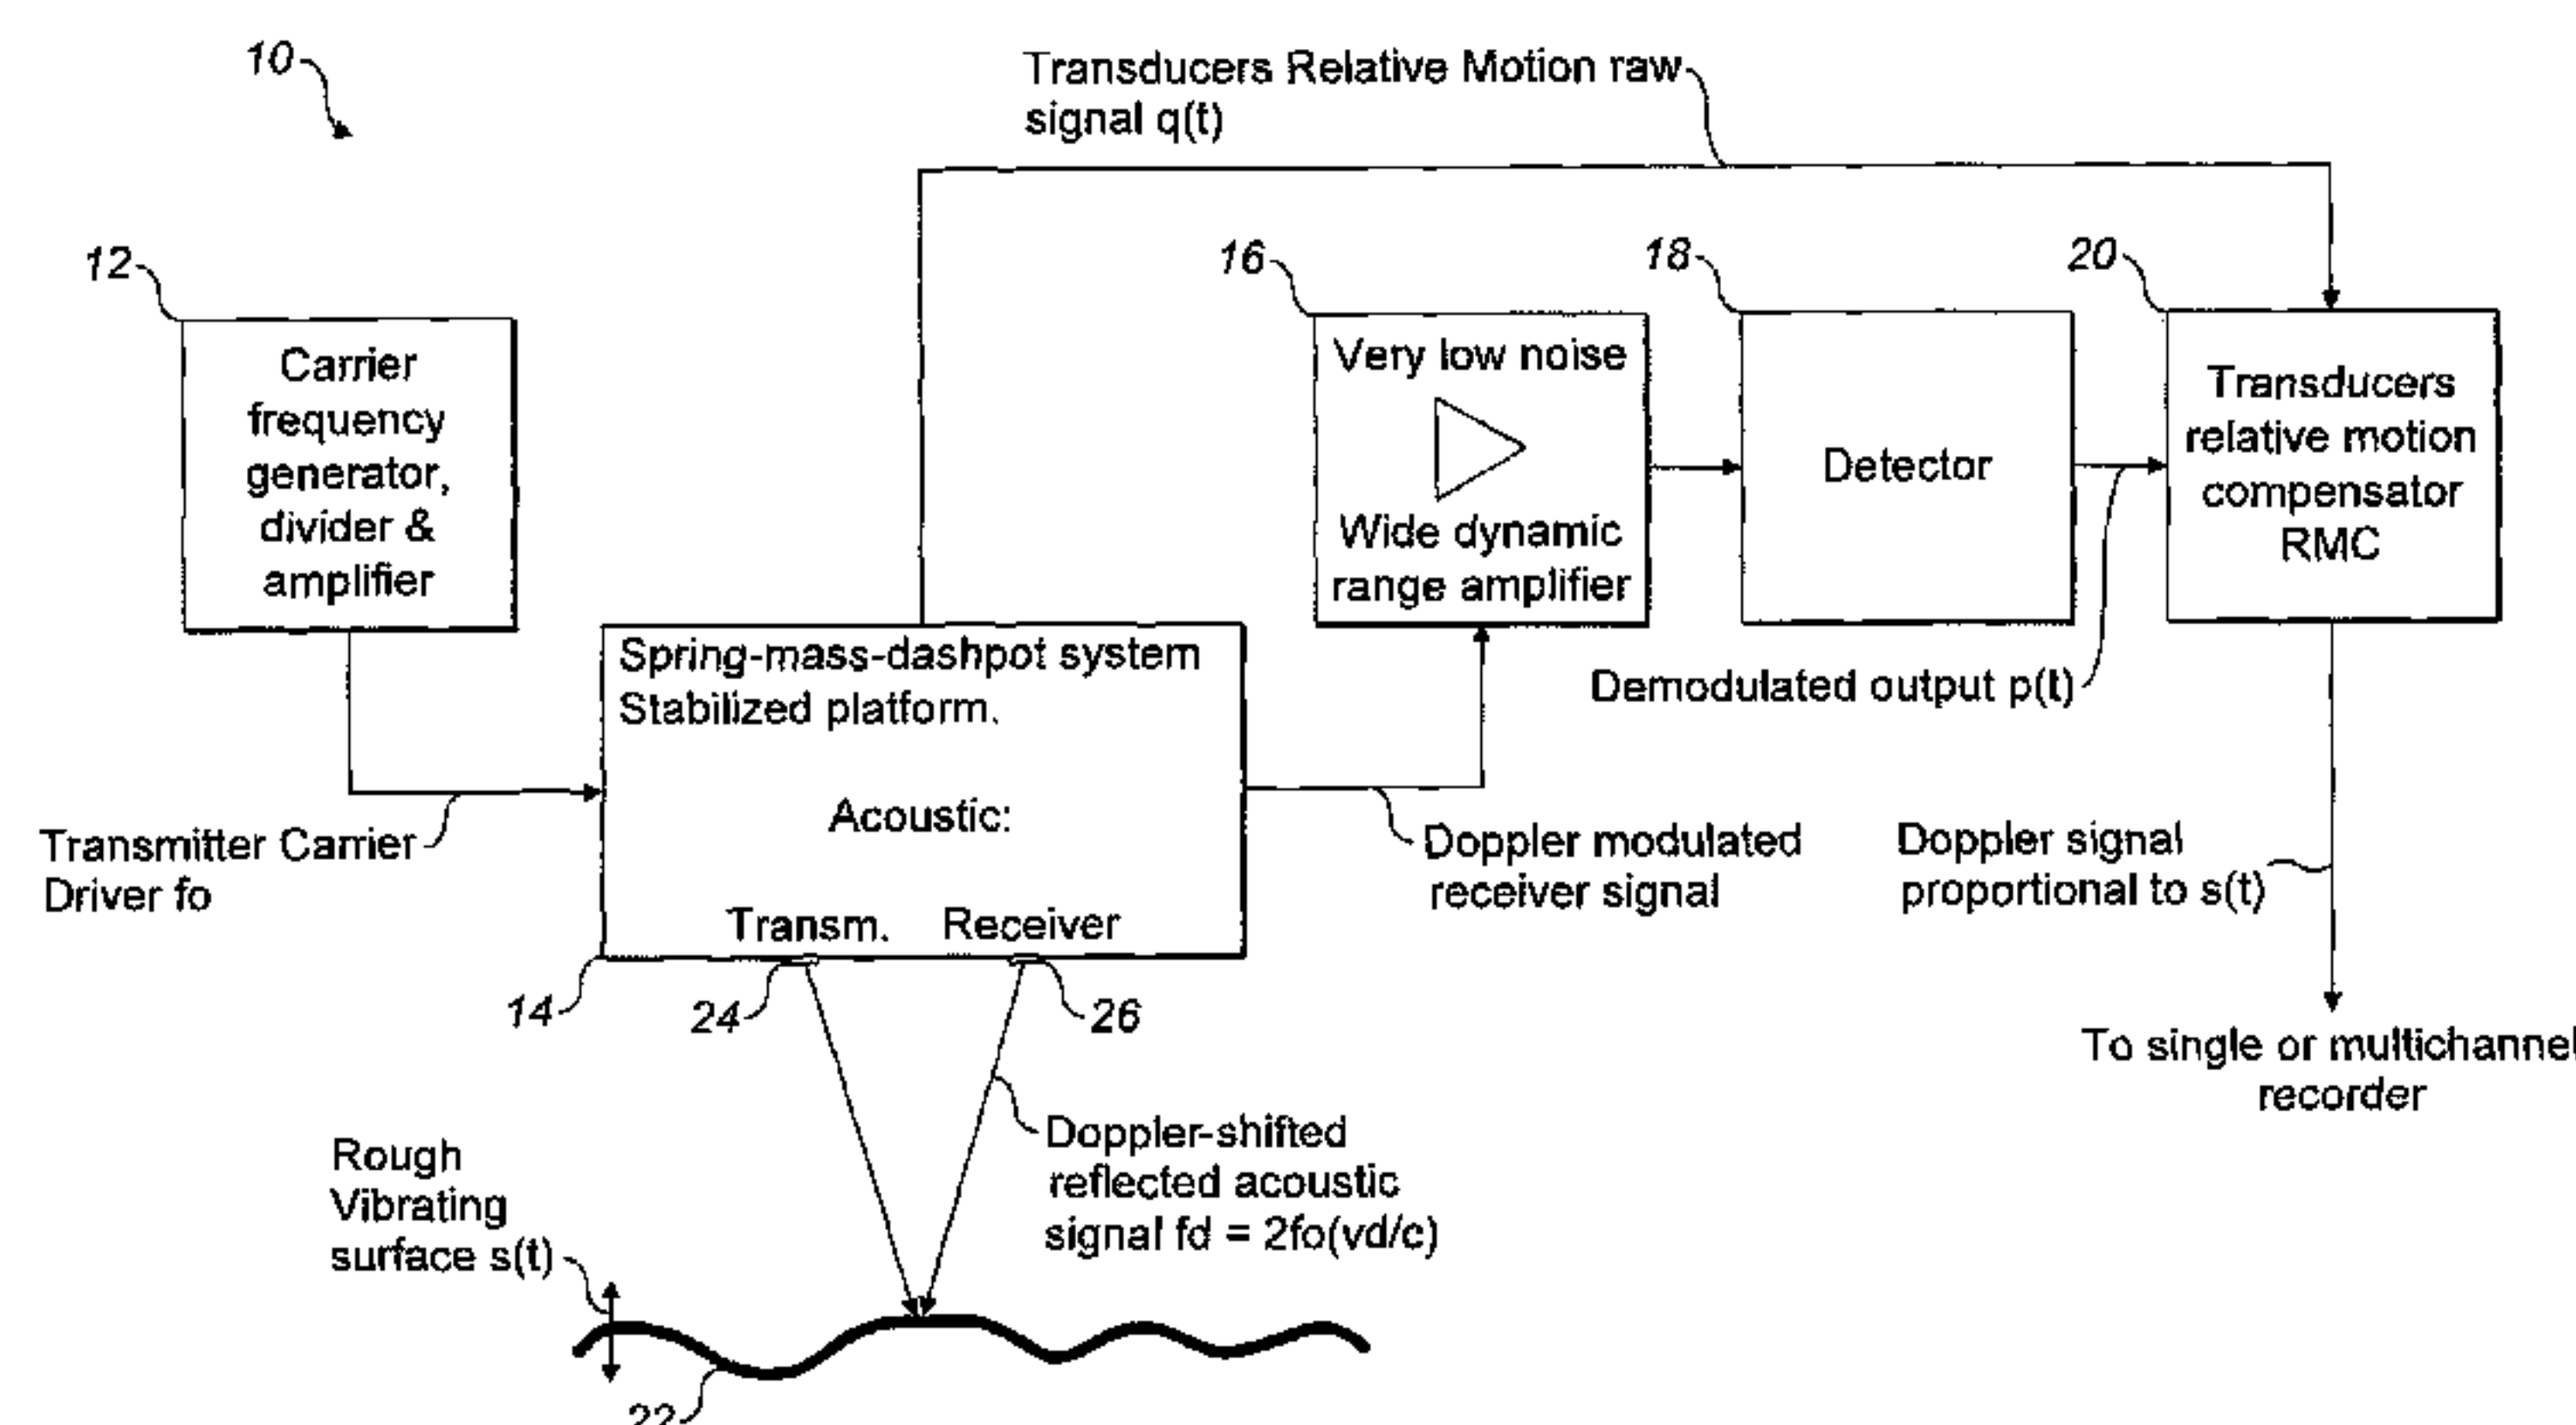 10
Transducers Relative Motion raw
signal q(t)
12
Carrier
frequency
generator,
divider &
amplifier
16
Very low noise
Wide dynamic
range amplifier
18
Detector
20
Transducers
relative motion
compensator
RMC
Spring-mass-dashpot system
Stabilized platform.
Acoustic:
Transm. Receiver
Transmitter Carrier
Driver fo
Demodulated output p(t)
Doppler modulated
receiver signal
Doppler signal
proportional to s(t)
14
24
26
To single or multichannel
recorder
Doppler-shifted
reflected acoustic
signal fd = 2fo(vd/c)
Rough
Vibrating
surface s(t)
22